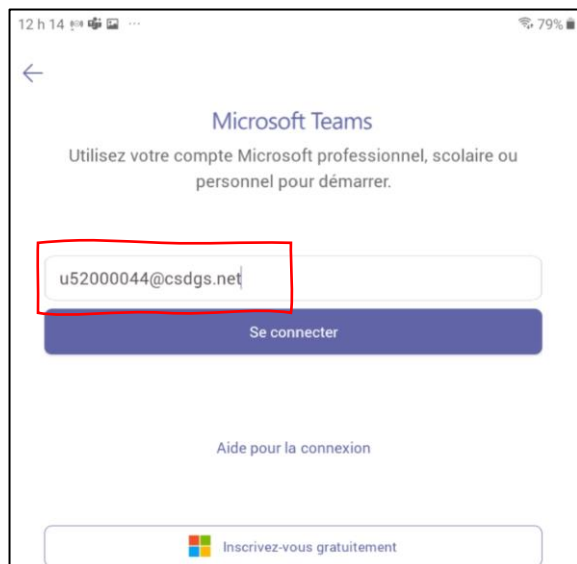 12 h 14
79%
Microsoft Teams
Utilisez votre compte Microsoft professionnel, scolaire ou
personnel pour démarrer.
u52000044@csdgs.net
Se connecter
Aide pour la connexion
Inscrivez-vous gratuitement